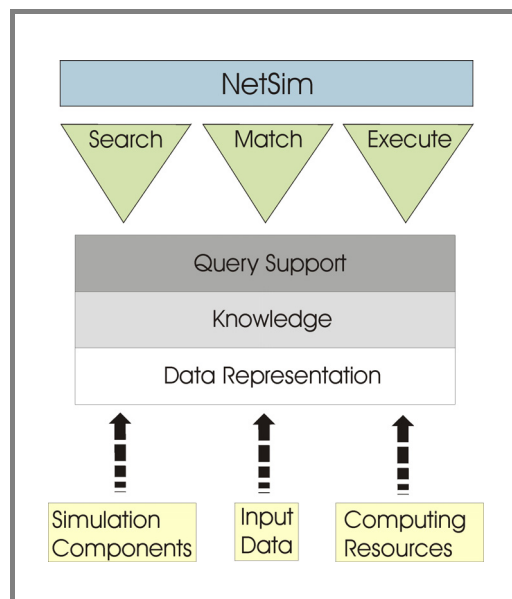 NetSim
Search Match Execute
Query Support
Knowledge
Data Representation
Simulation
Components
Input
Data
Computing
Resources